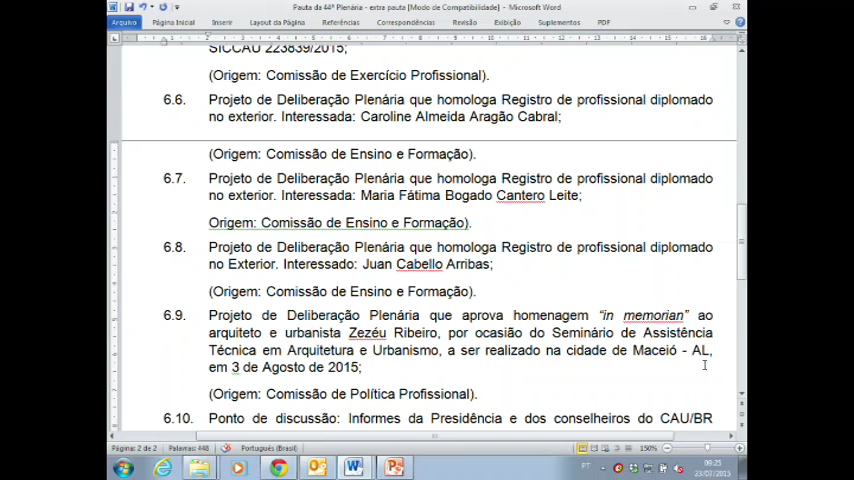 Pauta da 44ª Plenária - extra pauta [Modo de Compatibilidade] - Microsoft Word
Arquivo Página Inicial Inserir Layout da Página Referências Correspondências Revisão Exibição Suplementos PDF
SICCAU 223839/2015;
(Origem: Comissão de Exercício Profissional).
6.6. Projeto de Deliberação Plenária que homologa Registro de profissional diplomado
no exterior. Interessada: Caroline Almeida Aragão Cabral;
(Origem: Comissão de Ensino e Formação).
6.7. Projeto de Deliberação Plenária que homologa Registro de profissional diplomado
no exterior. Interessada: Maria Fátima Bogado Cantero Leite;
Origem: Comissão de Ensino e Formação).
6.8. Projeto de Deliberação Plenária que homologa Registro de profissional diplomado
no Exterior. Interessado: Juan Cabello Arribas;
(Origem: Comissão de Ensino e Formação).
6.9. Projeto de Deliberação Plenária que aprova homenagem “in memorian” ao
arquiteto e urbanista Zezéu Ribeiro, por ocasião do Seminário de Assistência
Técnica em Arquitetura e Urbanismo, a ser realizado na cidade de Maceió - AL,
em 3 de Agosto de 2015;
(Origem: Comissão de Política Profissional).
6.10. Ponto de discussão: Informes da Presidência e dos conselheiros do CAU/BR
Página: 2 de 2 Palavras: 448 Português (Brasil) 150%
PT 09:25
23/07/2015